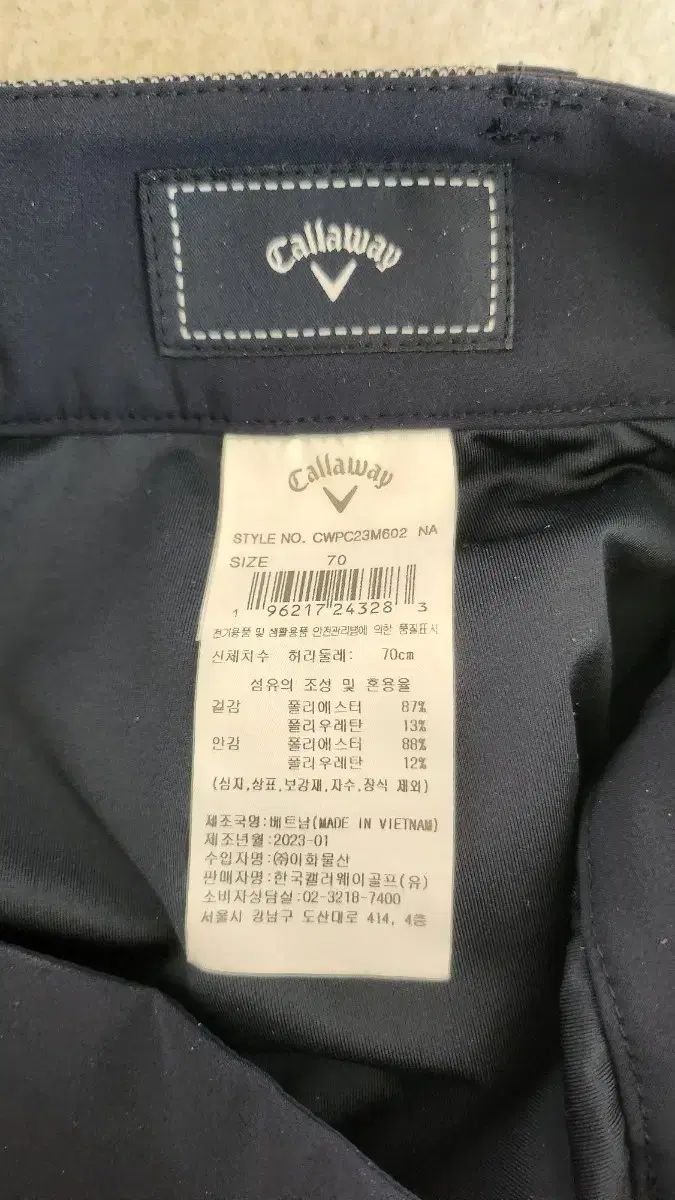 Callaway
Callaway
STYLE NO. CWPC23M602 NA
SIZE 70
1 96217 24328 3
전기용품 및 생활용품 안전관리법에 의한 품질표시
신체치수 허리둘레: 70cm
섬유의 조성 및 혼용율
겉감 폴리에스터 87%
폴리우레탄 13%
안감 폴리에스터 88%
폴리우레탄 12%
(심지,상표,보강재,자수,장식 제외)
제조국명:베트남(MADE IN VIETNAM)
제조년월:2023-01
수입자명:㈜이화물산
판매자명:한국캘러웨이골프(유)
소비자상담실:02-3218-7400
서울시 강남구 도산대로 414, 4층